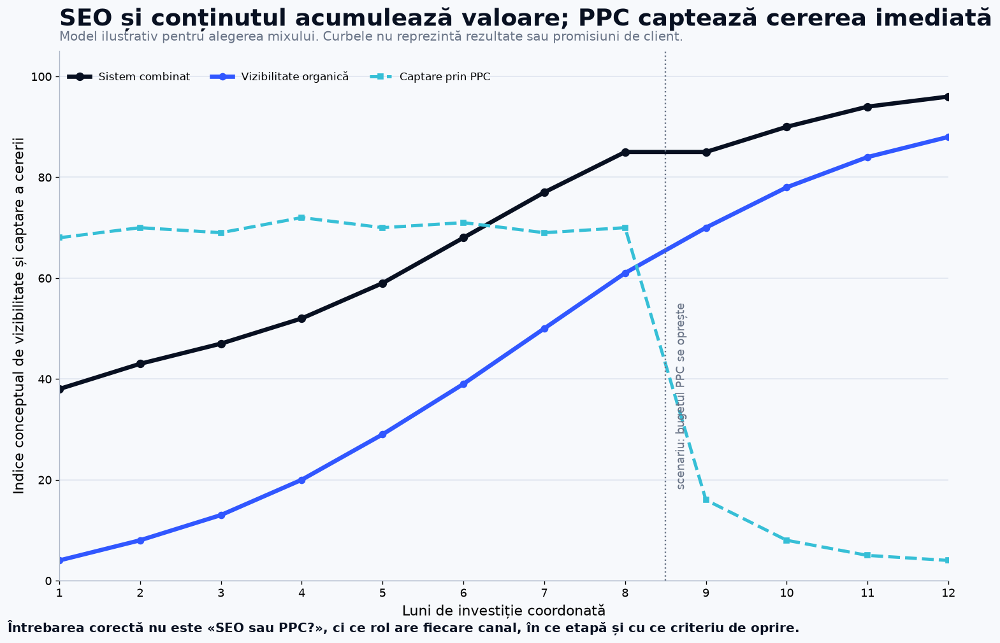 SEO și conținutul acumulează valoare; PPC captează cererea imediată
Model ilustrativ pentru alegerea mixului. Curbele nu reprezintă rezultate sau promisiuni de client.
Sistem combinat
Vizibilitate organică
Captare prin PPC
Indice conceptual de vizibilitate și captare a cererii
100
80
60
40
20
0
scenariu: bugetul PPC se oprește
1 2 3 4 5 6 7 8 9 10 11 12
Luni de investiție coordonată
Întrebarea corectă nu este «SEO sau PPC?», ci ce rol are fiecare canal, în ce etapă și cu ce criteriu de oprire.